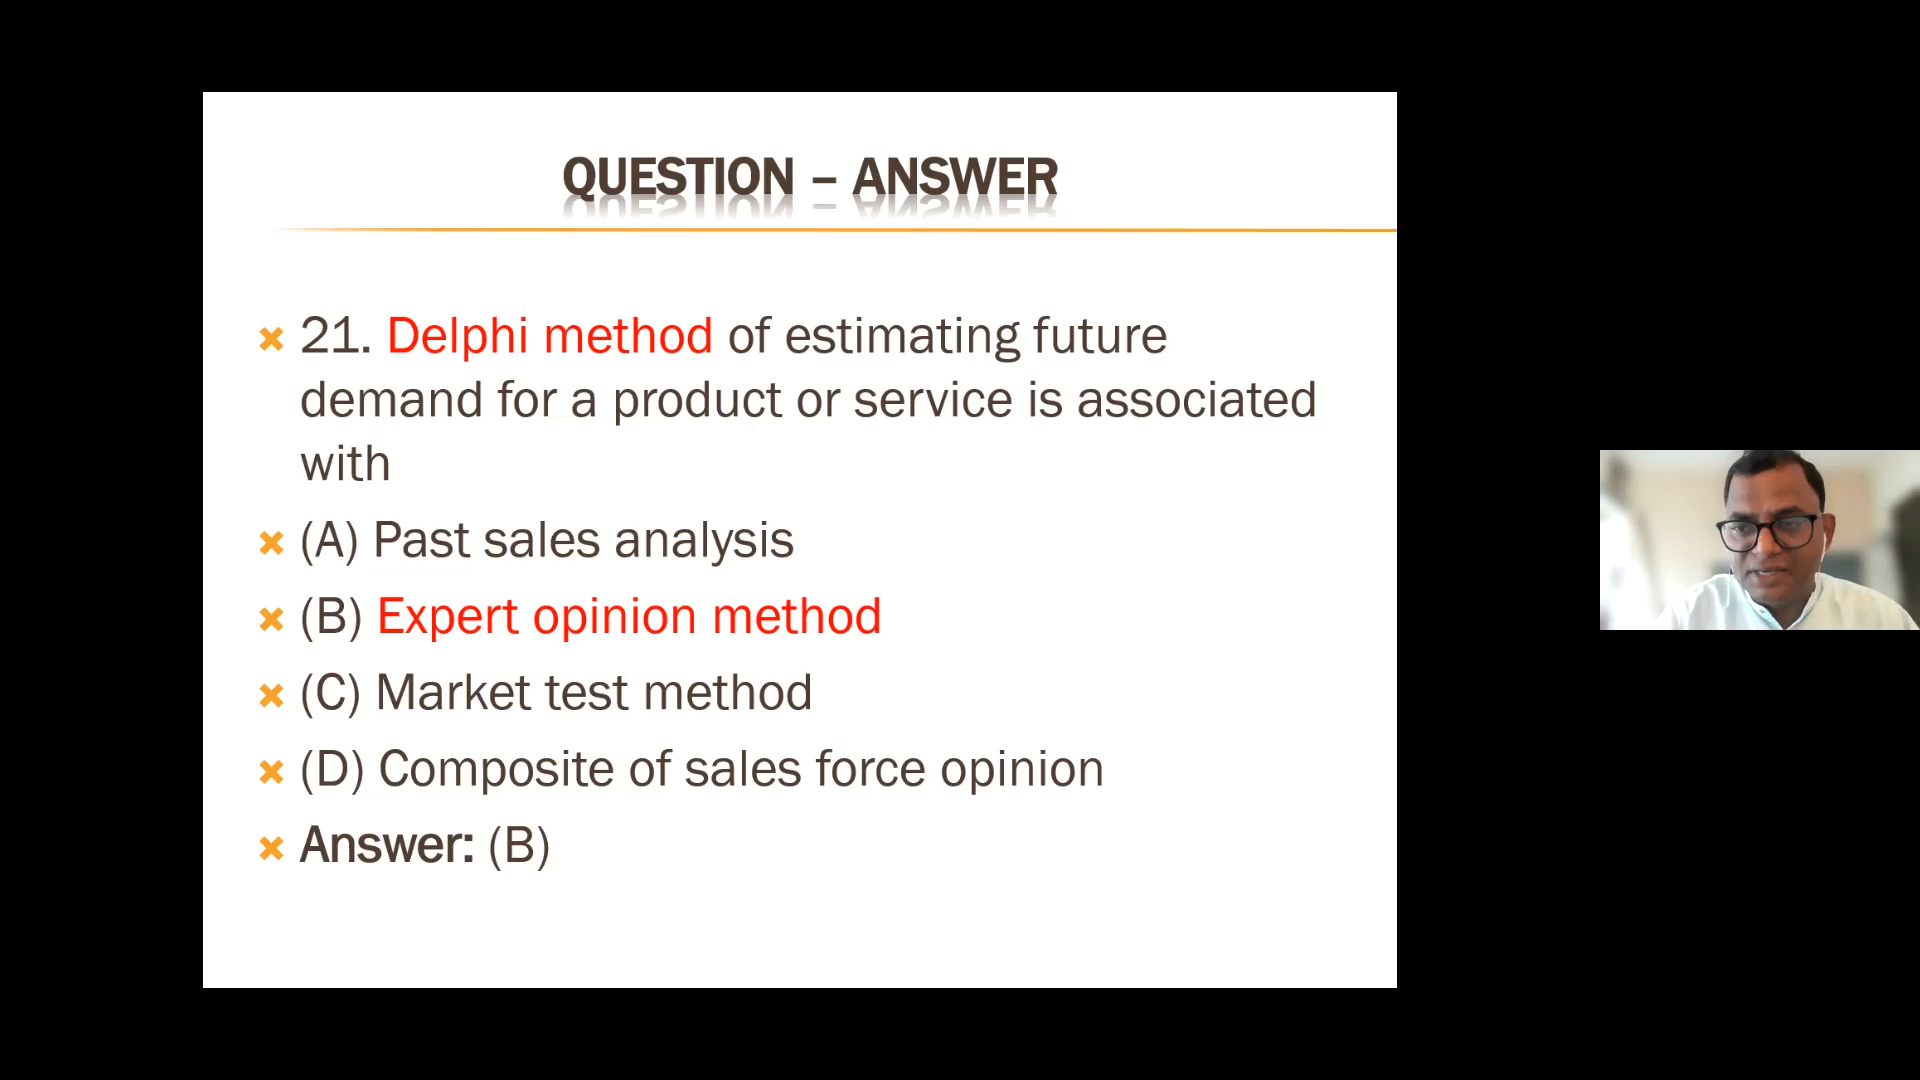 QUESTION – ANSWER
21. Delphi method of estimating future
demand for a product or service is associated
with
(A) Past sales analysis
(B) Expert opinion method
(C) Market test method
(D) Composite of sales force opinion
Answer: (B)